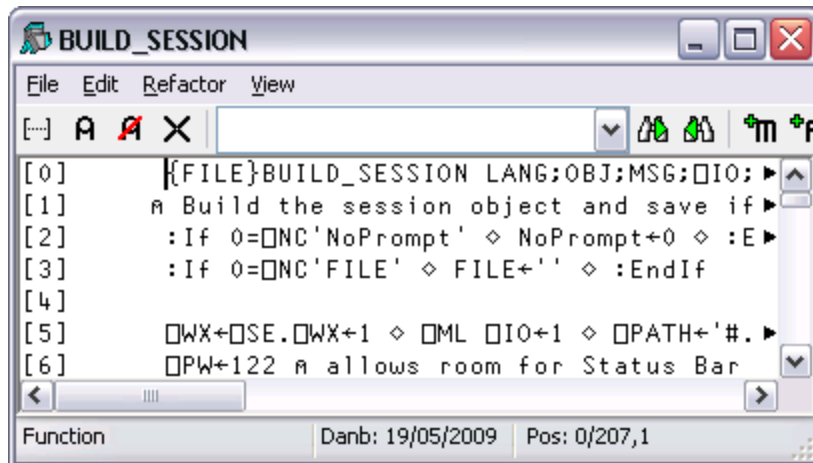 BUILD_SESSION
File Edit Refactor View
[0] {FILE}BUILD_SESSION LANG;OBJ;MSG;⎕IO;
[1] ⍝ Build the session object and save if
[2] :If 0=⎕NC'NoPrompt' ⋄ NoPrompt←0 ⋄ :E
[3] :If 0=⎕NC'FILE' ⋄ FILE←'' ⋄ :EndIf
[4]
[5] ⎕WX←⎕SE.⎕WX←1 ⋄ ⎕ML ⎕IO←1 ⋄ ⎕PATH←'#.
[6] ⎕PW←122 ⍝ allows room for Status Bar
Function Danb: 19/05/2009 Pos: 0/207,1